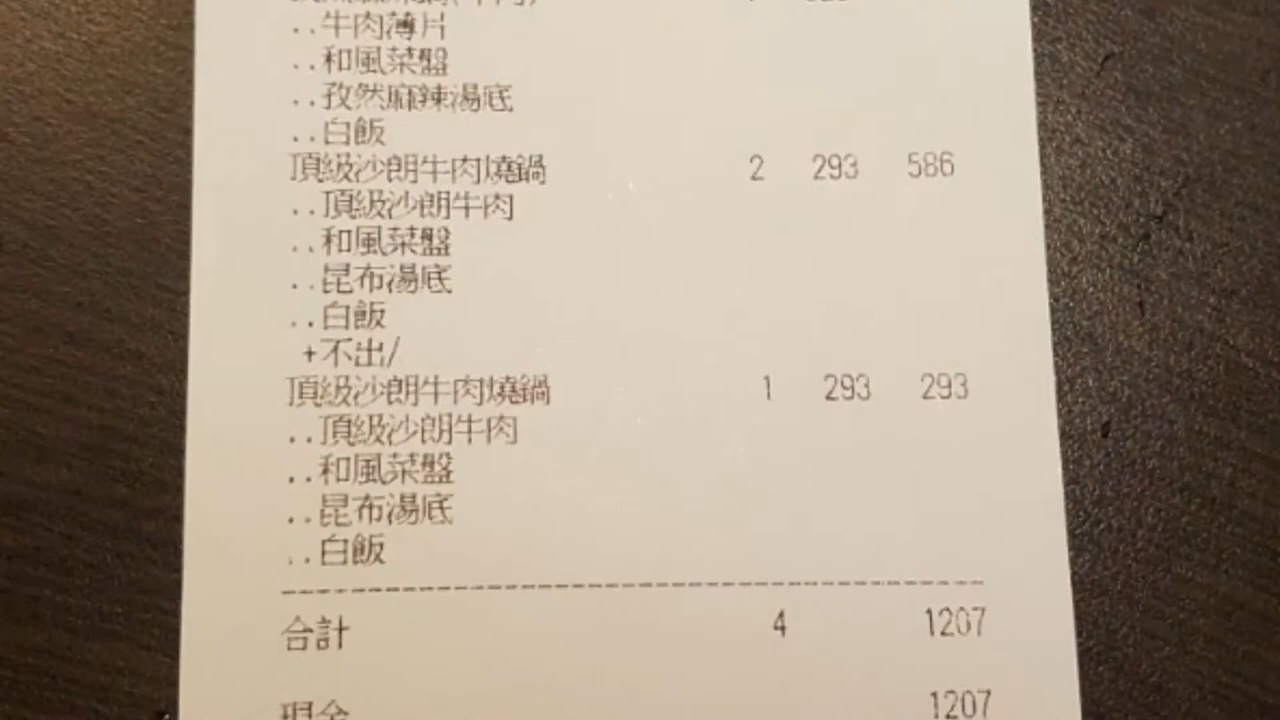 ..牛肉薄片
..和風菜盤
..孜然麻辣湯底
..白飯
頂級沙朗牛肉燒鍋 2 293 586
..頂級沙朗牛肉
..和風菜盤
..昆布湯底
..白飯
+不出/
頂級沙朗牛肉燒鍋 1 293 293
..頂級沙朗牛肉
..和風菜盤
..昆布湯底
..白飯
合計 4 1207
現金 1207